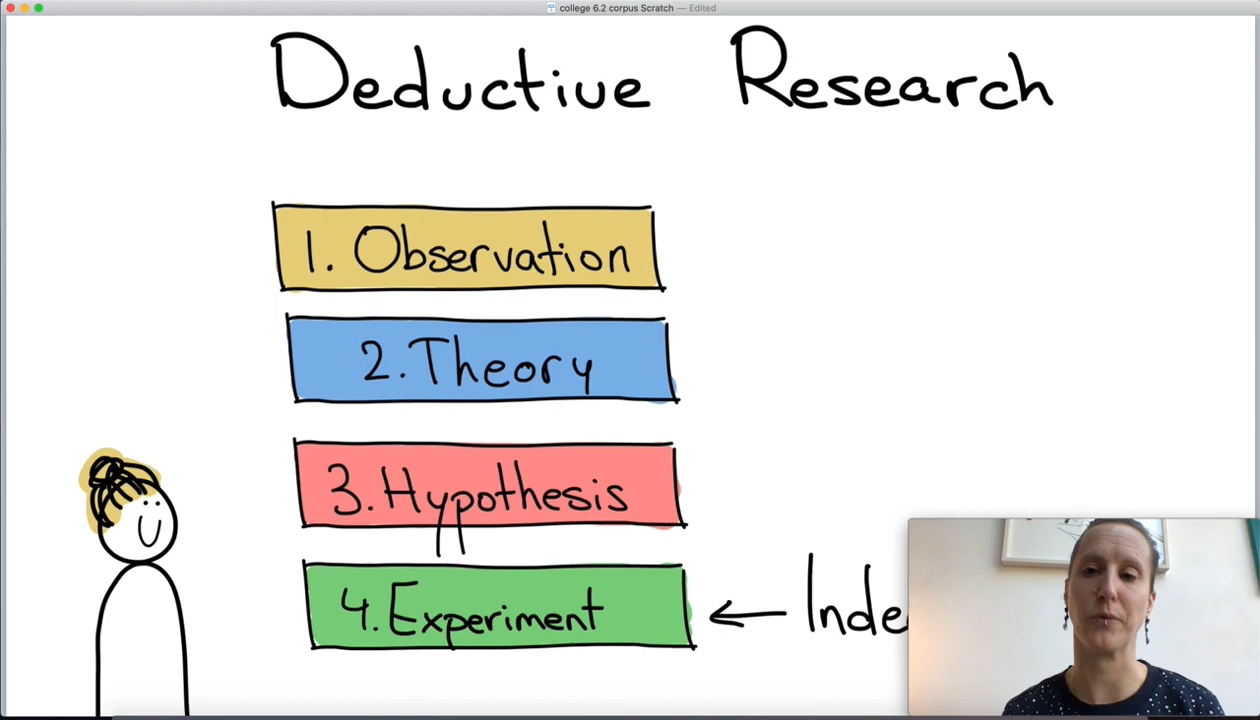 college 6.2 corpus Scratch — Edited
Deductive Research
1. Observation
2. Theory
3. Hypothesis
4. Experiment ← Inde